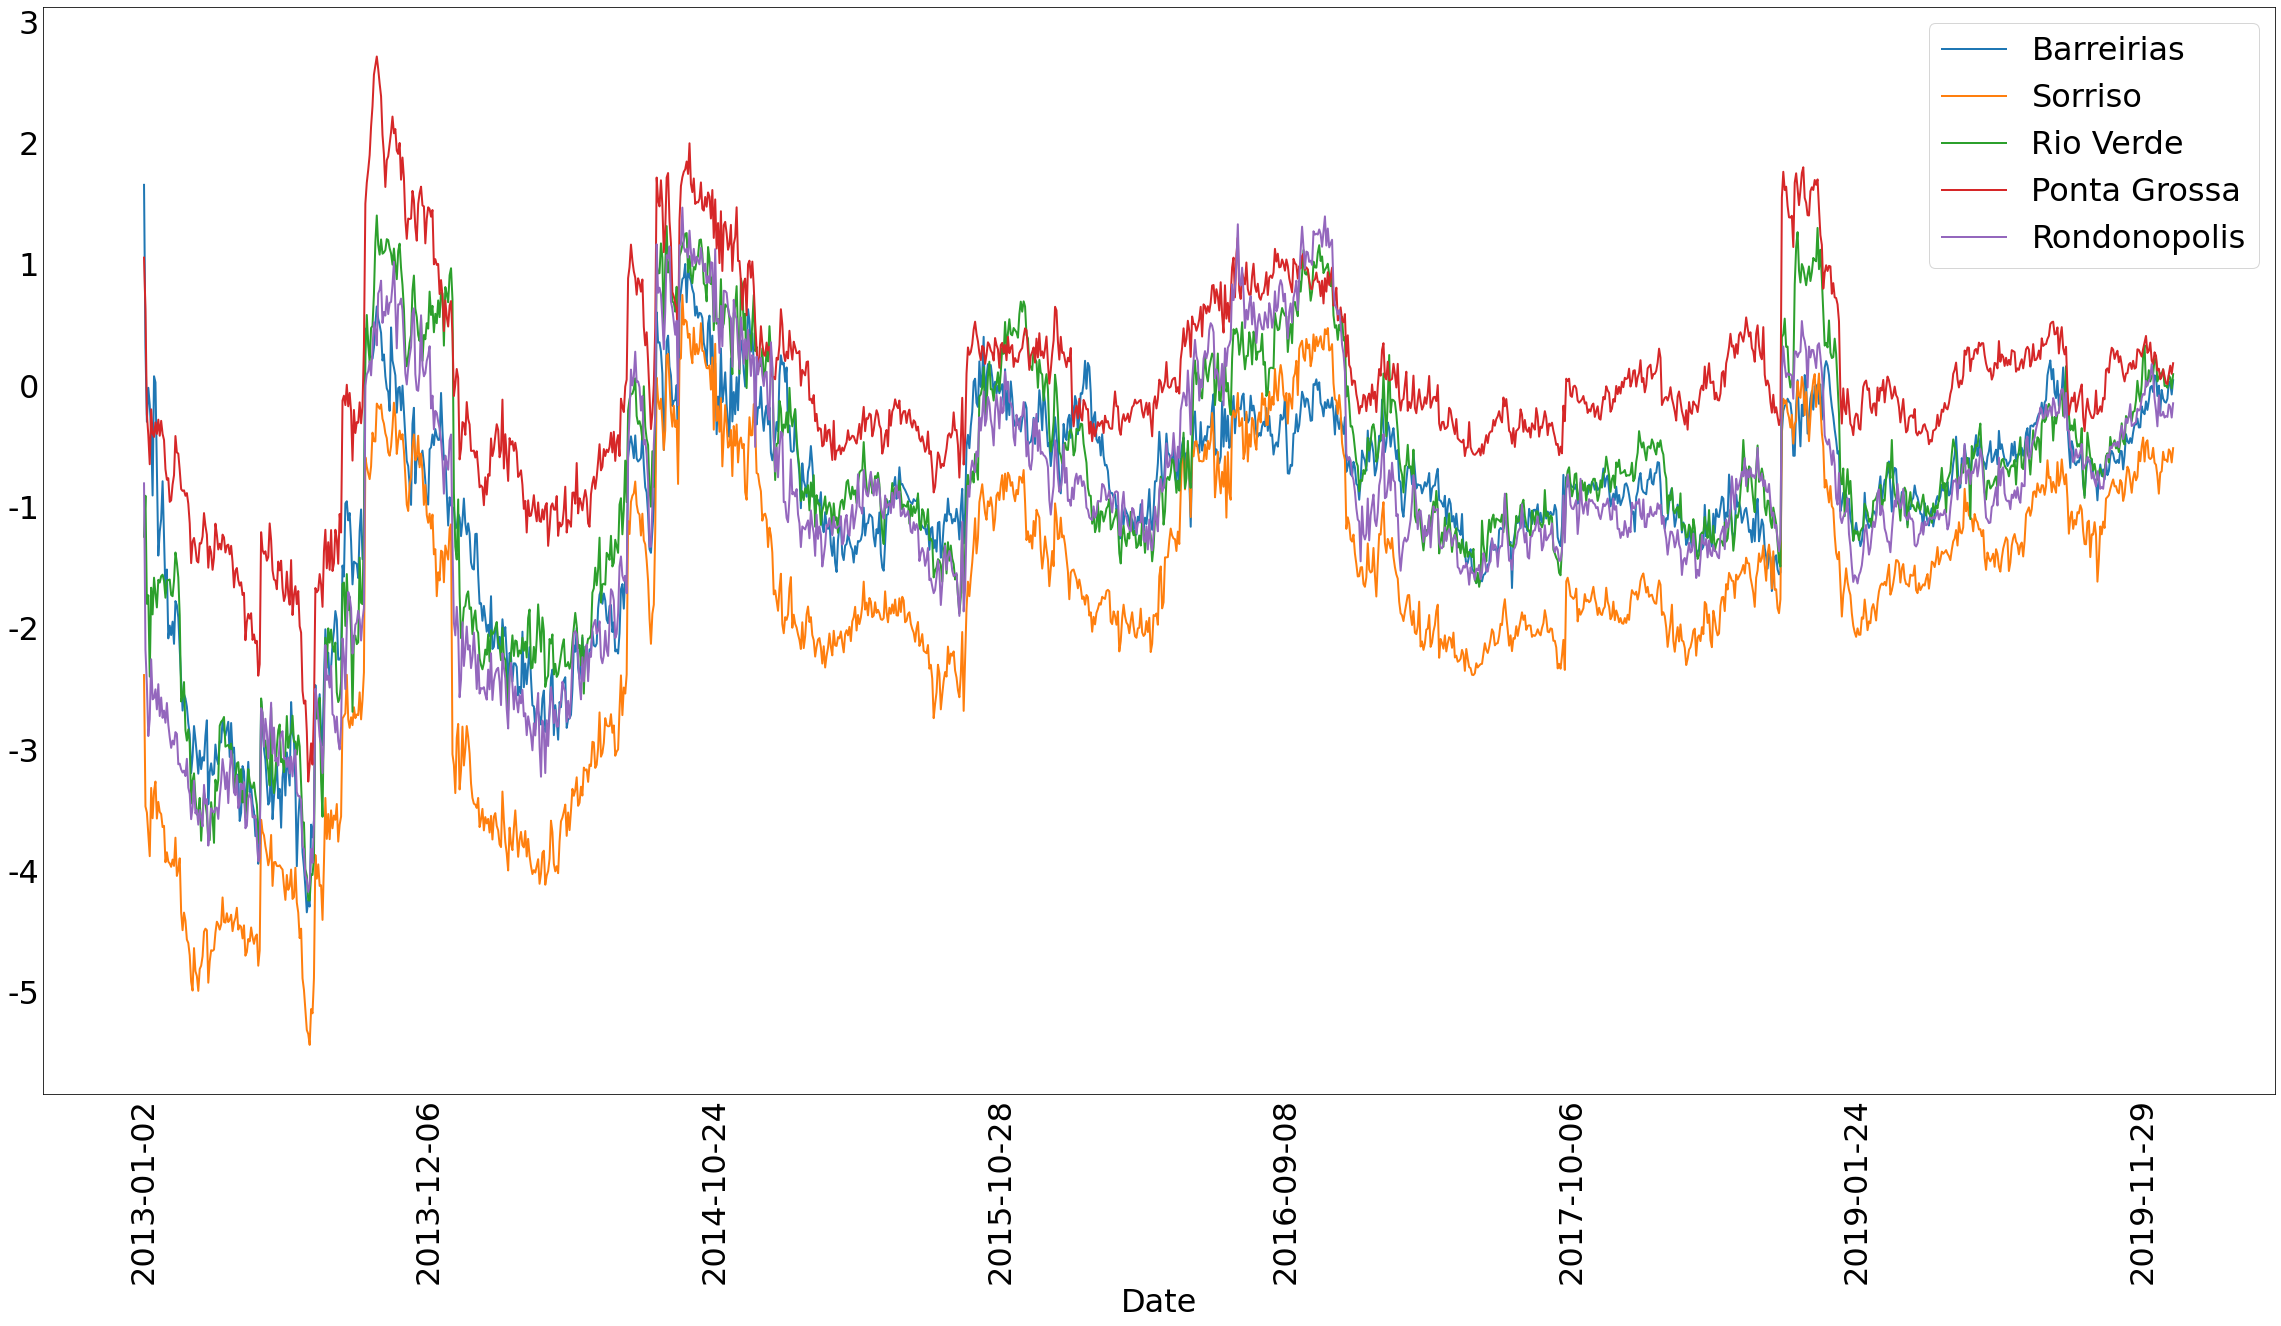 3
2
1
0
-1
-2
-3
-4
-5
Barreirias
Sorriso
Rio Verde
Ponta Grossa
Rondonopolis
2013-01-02
2013-12-06
2014-10-24
2015-10-28
2016-09-08
2017-10-06
2019-01-24
2019-11-29
Date